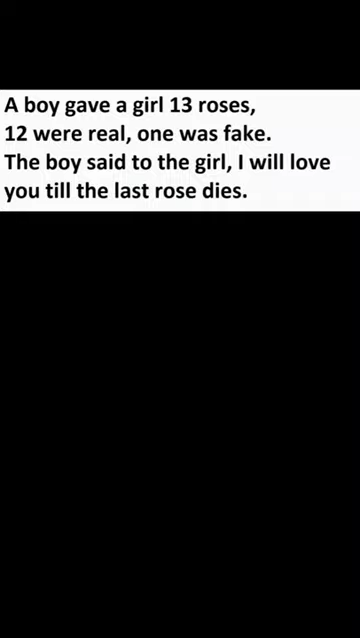 A boy gave a girl 13 roses,
12 were real, one was fake.
The boy said to the girl, I will love
you till the last rose dies.